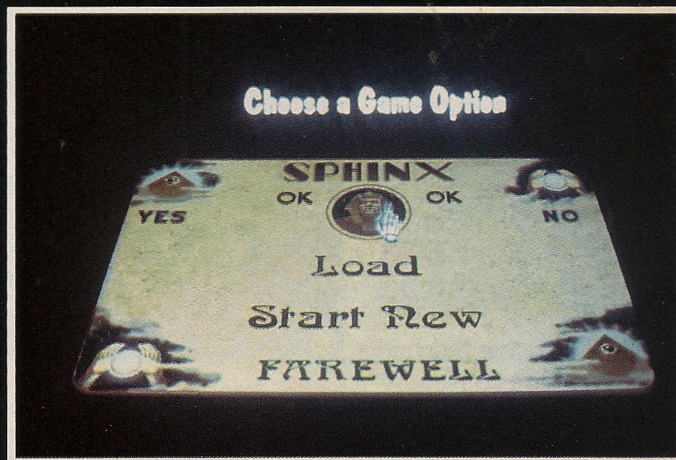 Choose a Game Option
SPHINX
OK OK
YES NO
Load
Start New
FAREWELL